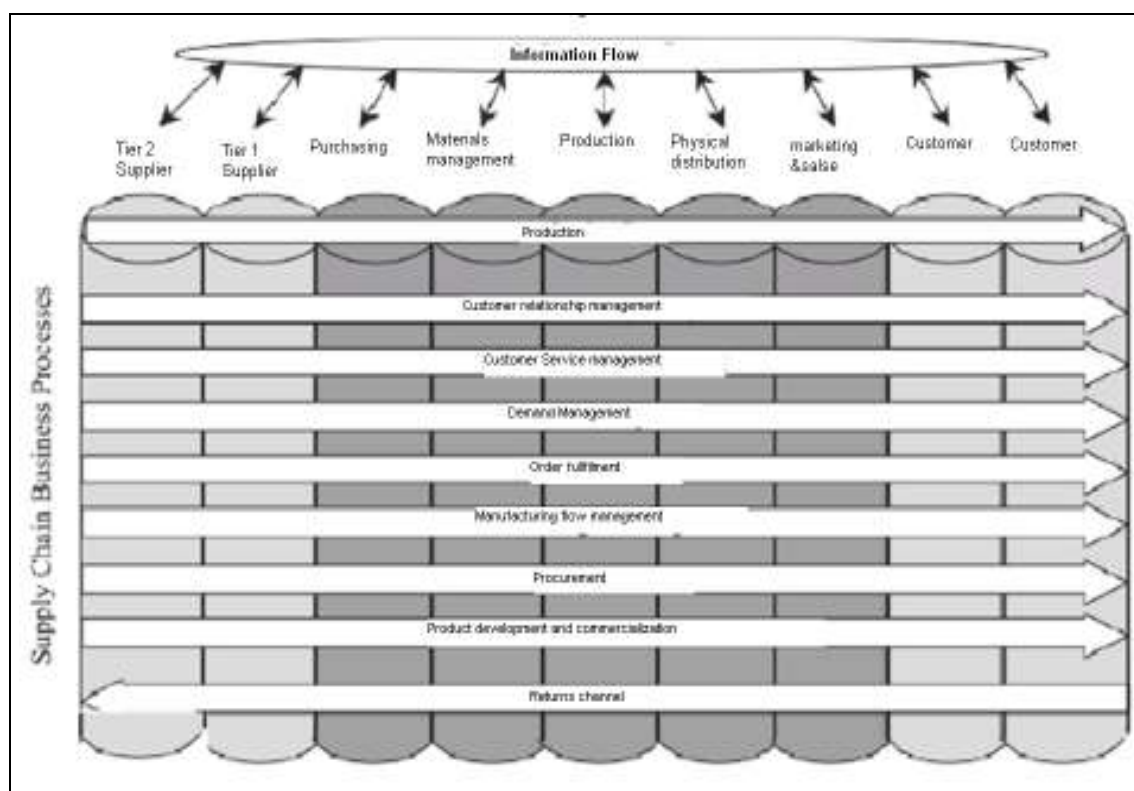 Information Flow
Tier 2
Supplier
Tier 1
Supplier
Purchasing
Materials
management
Production
Physical
distribution
marketing
&salse
Customer
Customer
Supply Chain Business Processes
Production
Customer relationship management
Customer Service management
Demand Management
Order fulfilment
Manufacturing flow management
Procurement
Product development and commercialization
Returns channel